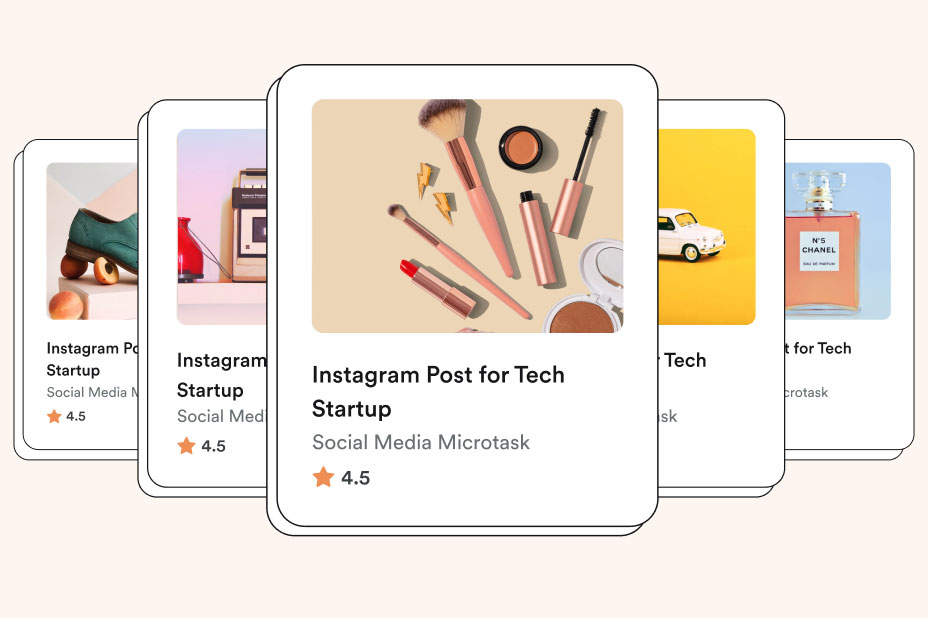 Instagram Po
Startup
Social Media M
4.5
Instagram
Startup
Social Medi
4.5
Instagram Post for Tech
Startup
Social Media Microtask
4.5
Tech
sk
N°5
CHANEL
EAU DE PARFUM
t for Tech
crotask